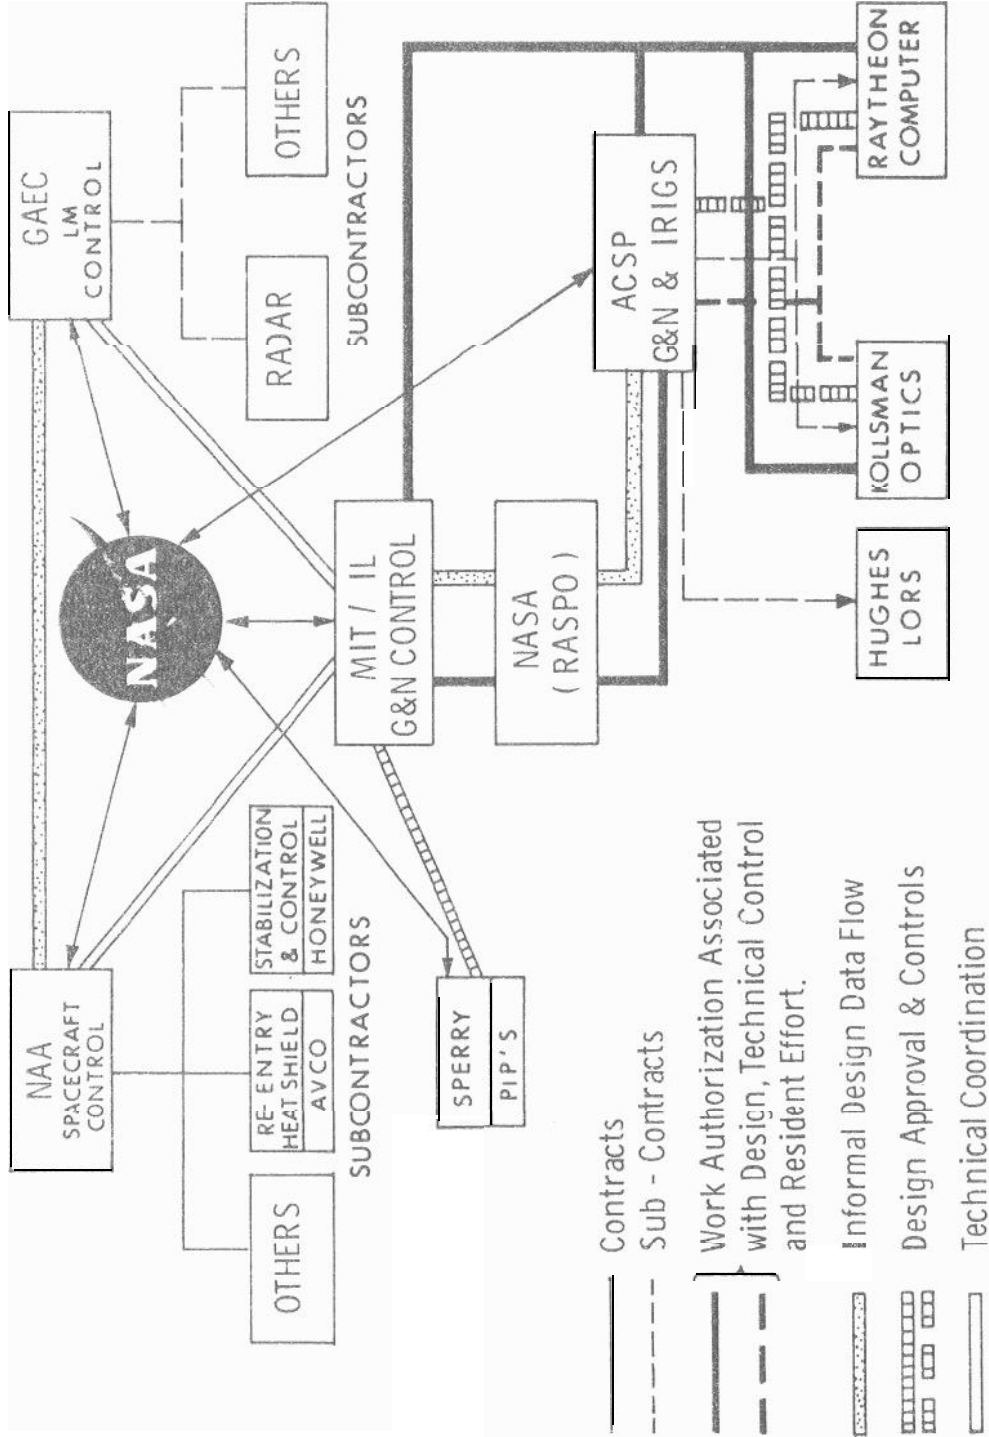 NAA
SPACECRAFT
CONTROL
NASA
GAEC
LM
CONTROL
OTHERS
RE-ENTRY
HEAT SHIELD
AVCO
STABILIZATION
& CONTROL
HONEYWELL
SUBCONTRACTORS
RADAR
OTHERS
SUBCONTRACTORS
MIT / IL
G&N CONTROL
SPERRY
PIP'S
NASA
(RASPO)
ACSP
G&N & IRIGS
HUGHES
LORS
KOLLSMAN
OPTICS
RAYTHEON
COMPUTER
Contracts
Sub - Contracts
Work Authorization Associated
with Design, Technical Control
and Resident Effort.
Informal Design Data Flow
Design Approval & Controls
Technical Coordination